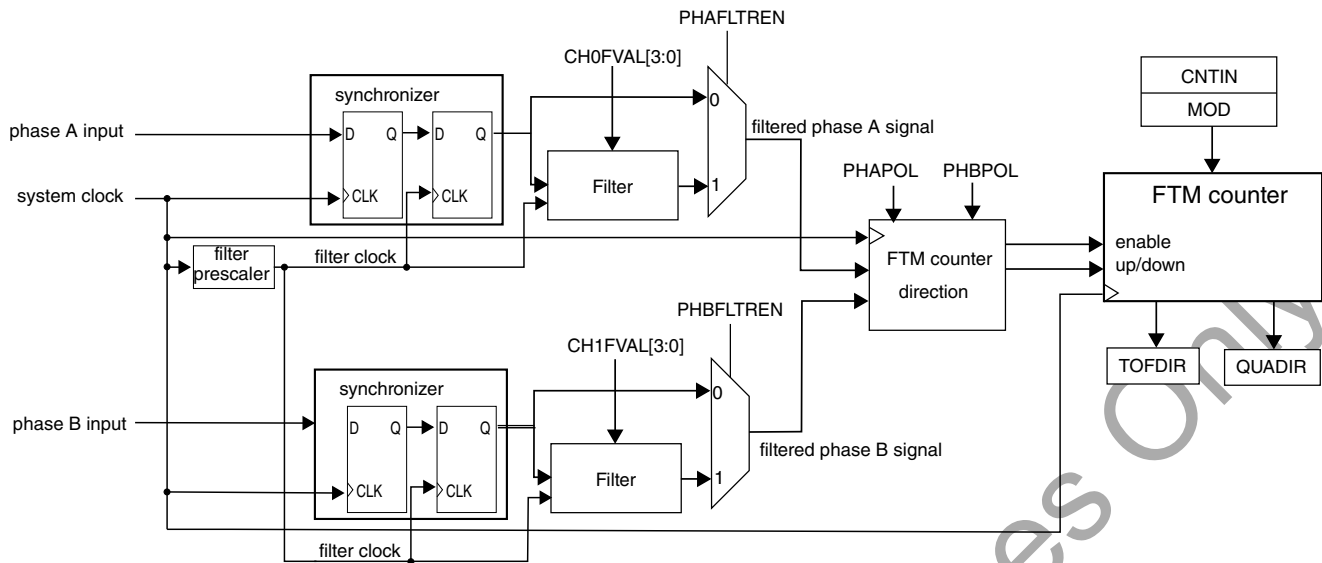 PHAFLTREN
CH0FVAL[3:0]
CNTIN
MOD
synchronizer
0
phase A input
D Q D Q
filtered phase A signal
PHAPOL PHBPOL
FTM counter
Filter
1
system clock
CLK CLK
enable
up/down
filter
prescaler
filter clock
FTM counter
direction
PHBFLTREN
CH1FVAL[3:0]
TOFDIR QUADIR
synchronizer
0
phase B input
D Q D Q
filtered phase B signal
Filter
1
CLK CLK
filter clock
es Only